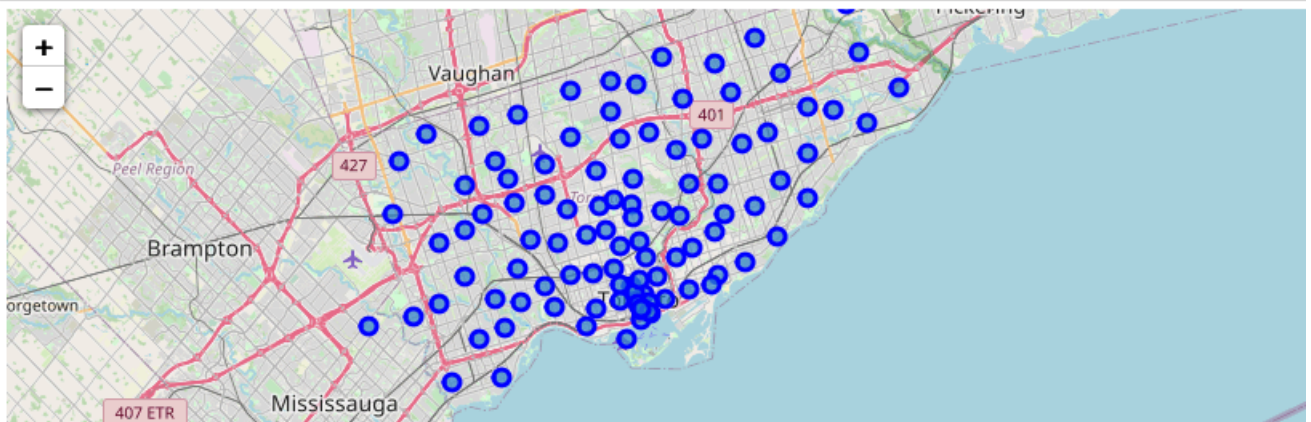 Pickering
+
−
Vaughan
401
427
Peel Region
Brampton
orgetown
Mississauga
407 ETR